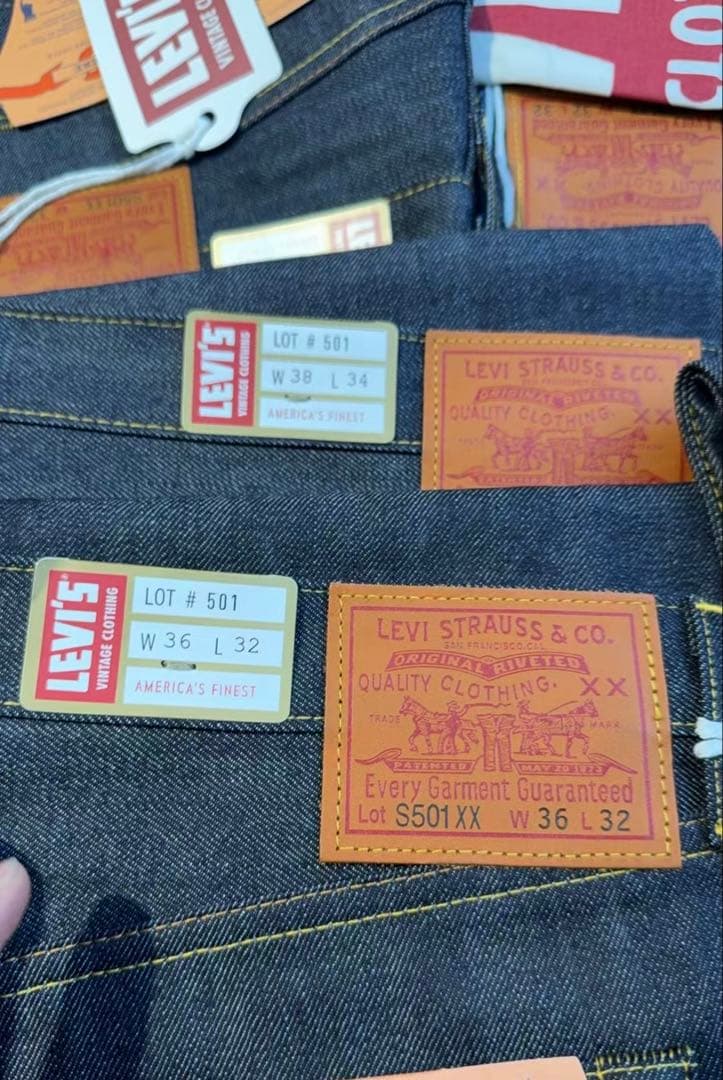 LEVI'S
VINTAGE C
LEVI'S
VINTAGE CLOTHING
LOT # 501
W 38 L 34
AMERICA'S FINEST
LEVI STRAUSS & CO.
ORIGINAL RIVETED
QUALITY CLOTHING. XX
LEVI'S®
VINTAGE CLOTHING
LOT # 501
W 36 L 32
AMERICA'S FINEST
LEVI STRAUSS & CO.
SAN FRANCISCO, CAL.
ORIGINAL RIVETED
QUALITY CLOTHING. XX
TRADE MARK
PATENTED MAY 20 1873
Every Garment Guaranteed
Lot S501XX W 36 L 32